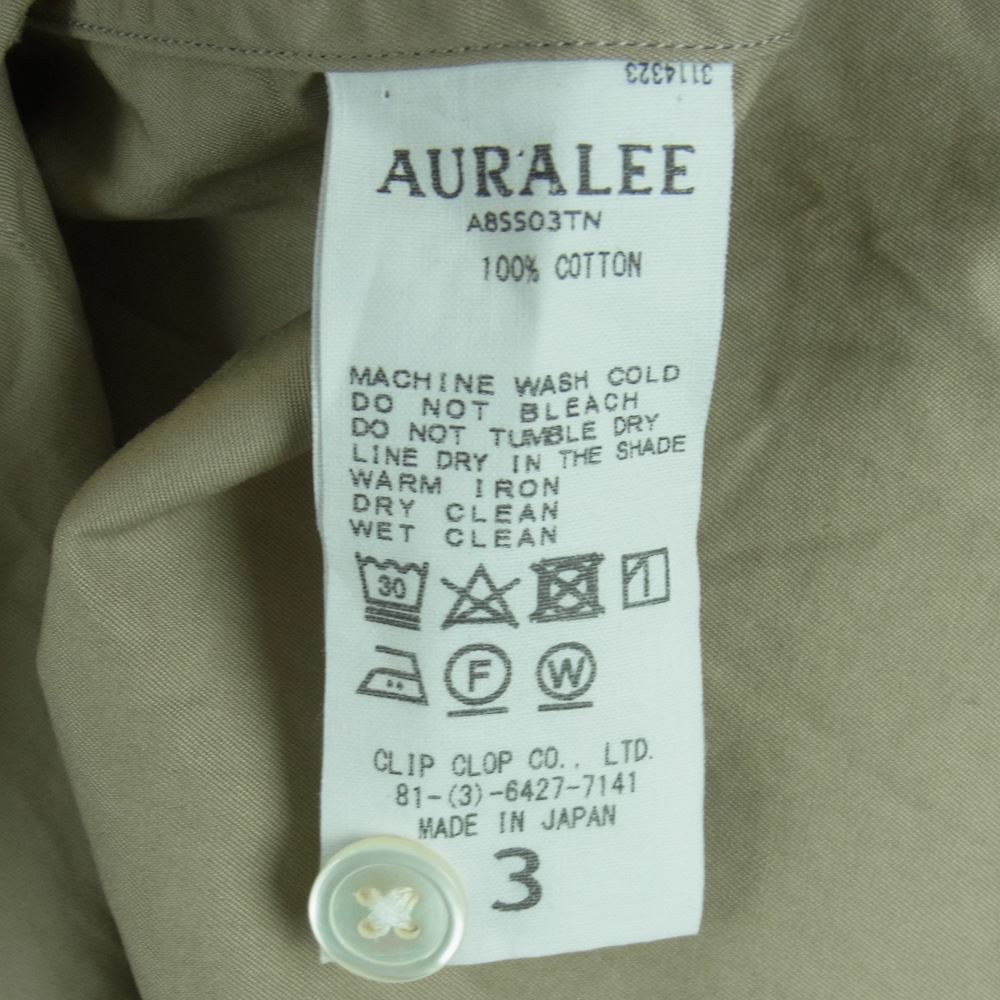 3114323
AURALEE
A8SS03TN
100% COTTON
MACHINE WASH COLD
DO NOT BLEACH
DO NOT TUMBLE DRY
LINE DRY IN THE SHADE
WARM IRON
DRY CLEAN
WET CLEAN
30
F W
CLIP CLOP CO., LTD.
81-(3)-6427-7141
MADE IN JAPAN
3